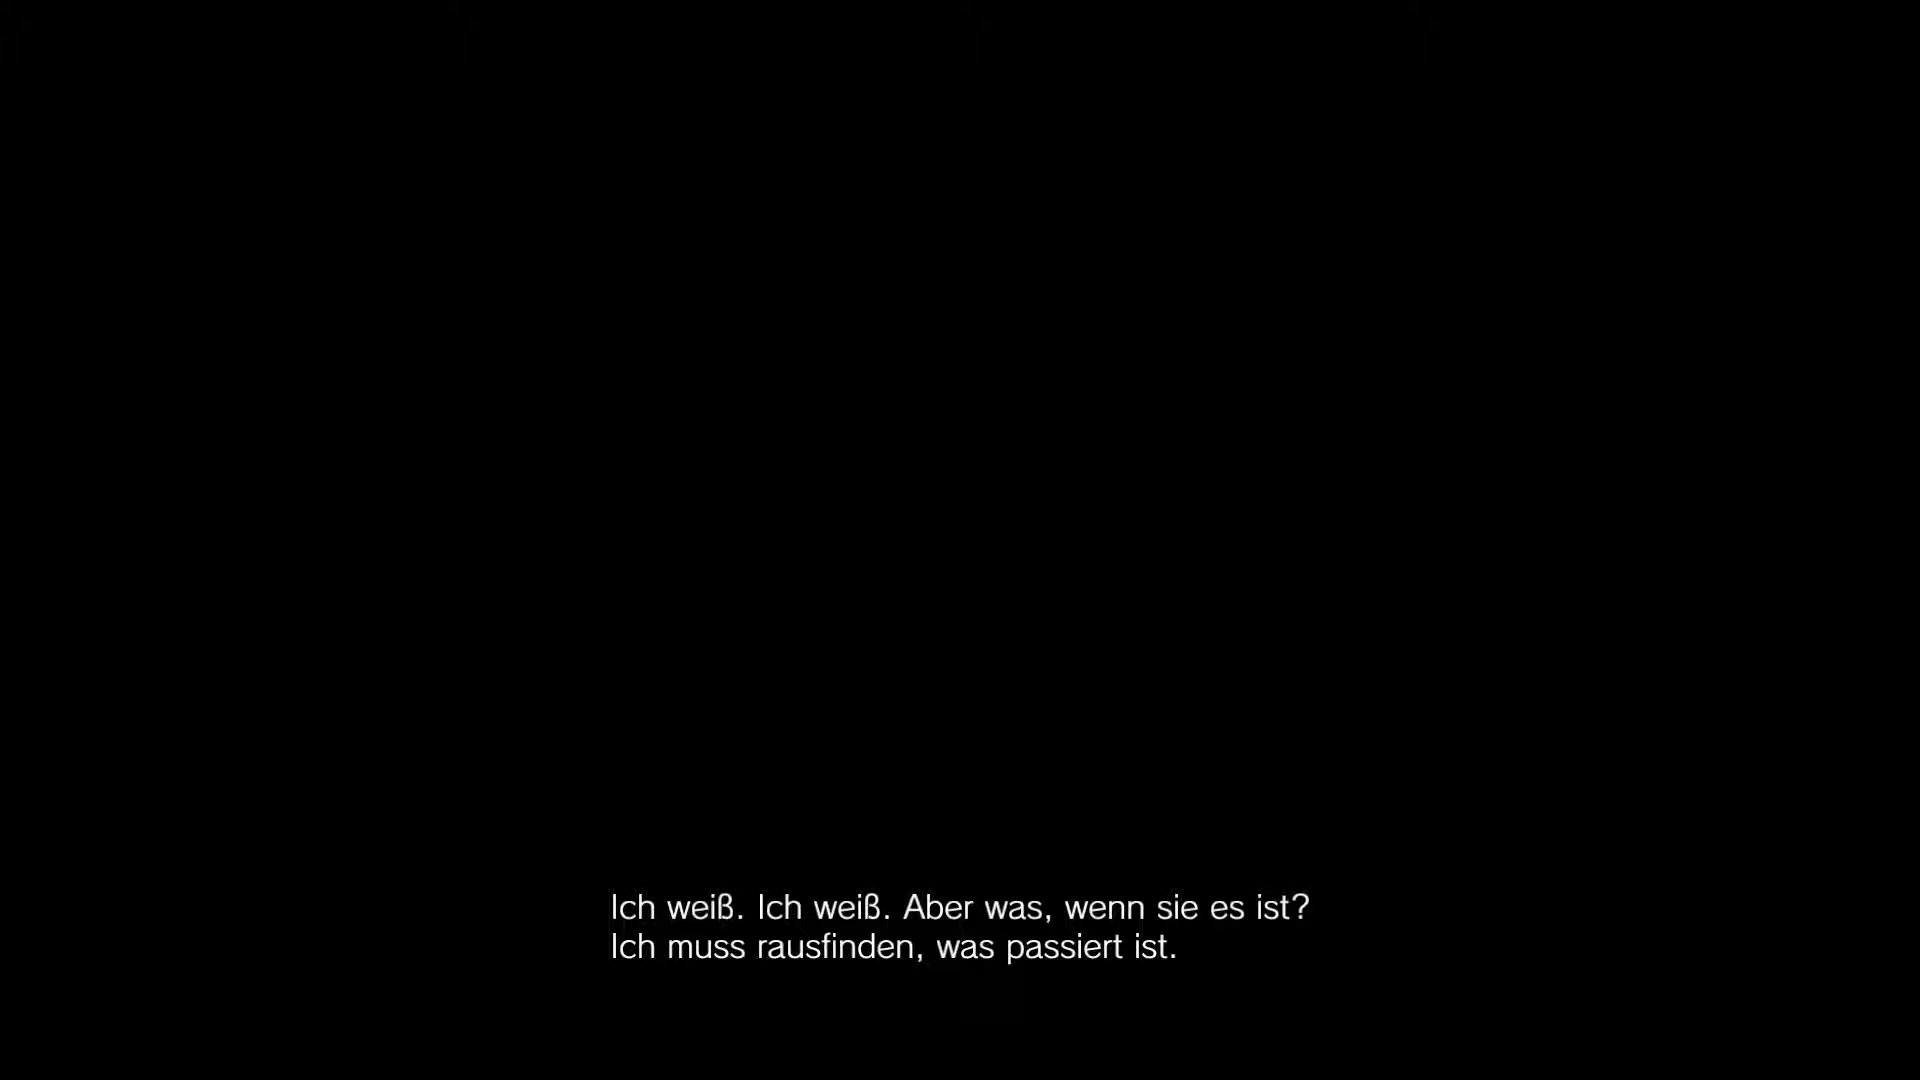 Ich weiß. Ich weiß. Aber was, wenn sie es ist?
Ich muss rausfinden, was passiert ist.